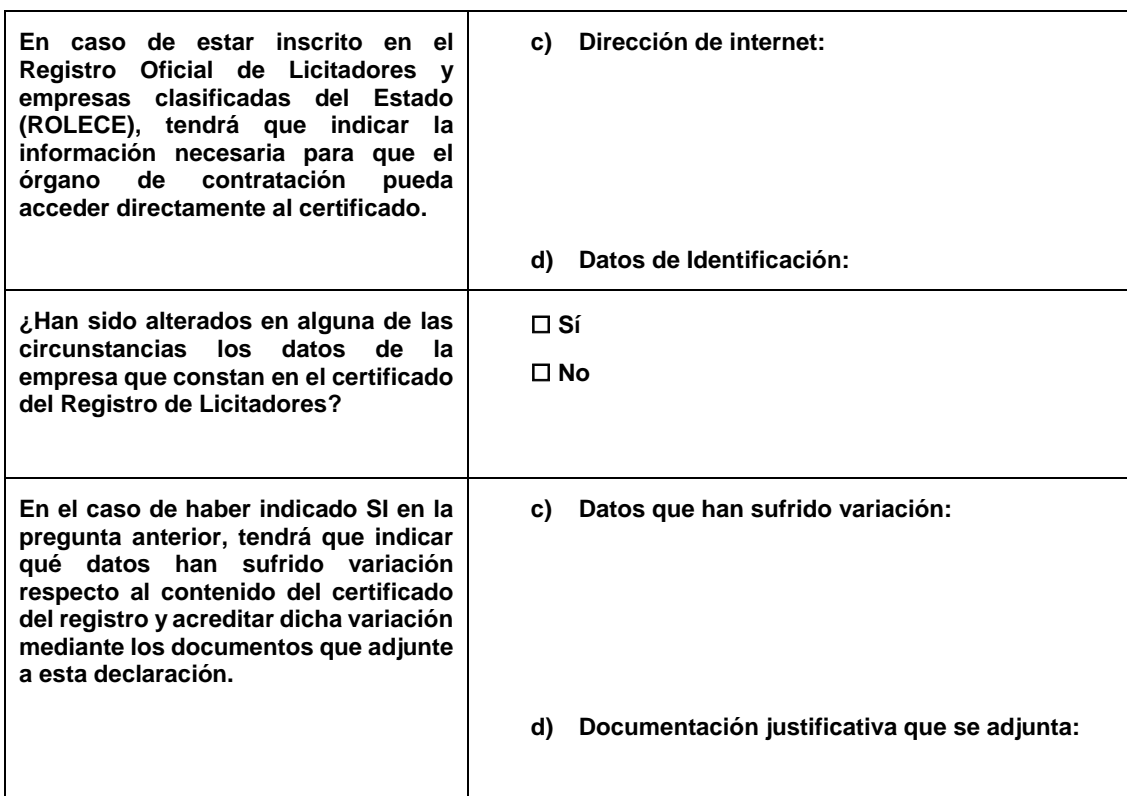 En caso de estar inscrito en el
Registro Oficial de Licitadores y
empresas clasificadas del Estado
(ROLECE), tendrá que indicar la
información necesaria para que el
órgano de contratación pueda
acceder directamente al certificado.
c) Dirección de internet:
d) Datos de Identificación:
¿Han sido alterados en alguna de las
circunstancias los datos de la
empresa que constan en el certificado
del Registro de Licitadores?
☐ Sí
☐ No
En el caso de haber indicado SI en la
pregunta anterior, tendrá que indicar
qué datos han sufrido variación
respecto al contenido del certificado
del registro y acreditar dicha variación
mediante los documentos que adjunte
a esta declaración.
c) Datos que han sufrido variación:
d) Documentación justificativa que se adjunta: